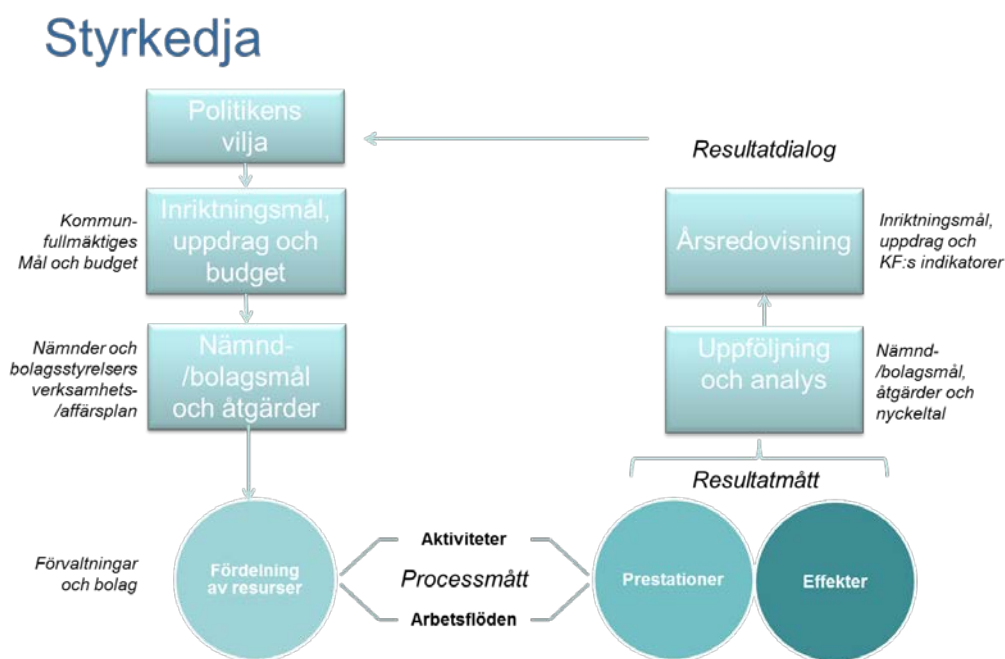 Styrkedja
Politikens
vilja
Resultatdialog
Kommun-
fullmäktiges
Mål och budget
Inriktningsmål,
uppdrag och
budget
Årsredovisning
Inriktningsmål,
uppdrag och
KF:s indikatorer
Nämnder och
bolagsstyrelsers
verksamhets-
/affärsplan
Nämnd-
/bolagsmål
och åtgärder
Uppföljning
och analys
Nämnd-
/bolagsmål,
åtgärder och
nyckeltal
Resultatmått
Förvaltningar
och bolag
Fördelning
av resurser
Aktiviteter
Processmått
Arbetsflöden
Prestationer
Effekter